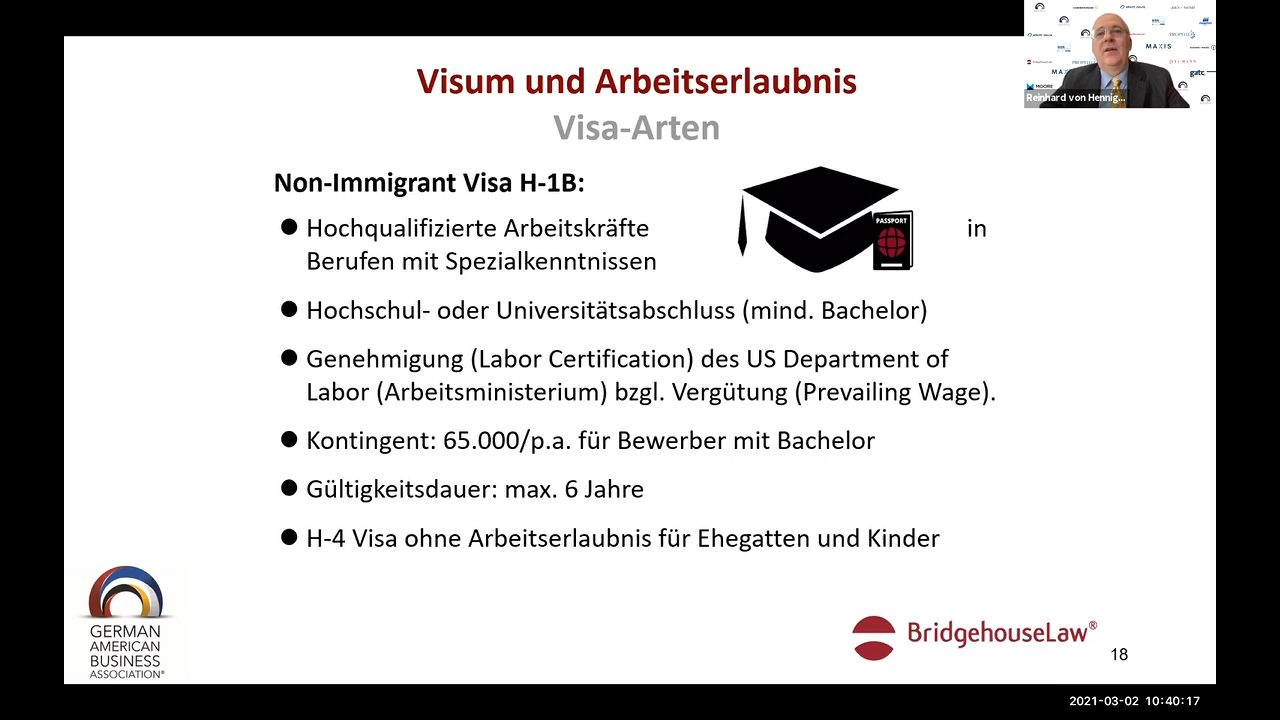 Visum und Arbeitserlaubnis
Visa-Arten
Non-Immigrant Visa H-1B:
● Hochqualifizierte Arbeitskräfte in
Berufen mit Spezialkenntnissen
PASSPORT
● Hochschul- oder Universitätsabschluss (mind. Bachelor)
● Genehmigung (Labor Certification) des US Department of
Labor (Arbeitsministerium) bzgl. Vergütung (Prevailing Wage).
● Kontingent: 65.000/p.a. für Bewerber mit Bachelor
● Gültigkeitsdauer: max. 6 Jahre
● H-4 Visa ohne Arbeitserlaubnis für Ehegatten und Kinder
GERMAN
AMERICAN
BUSINESS
ASSOCIATION®
BridgehouseLaw®
18
MAXIS
gatc
MOORE
Reinhard von Hennig...
2021-03-02 10:40:17